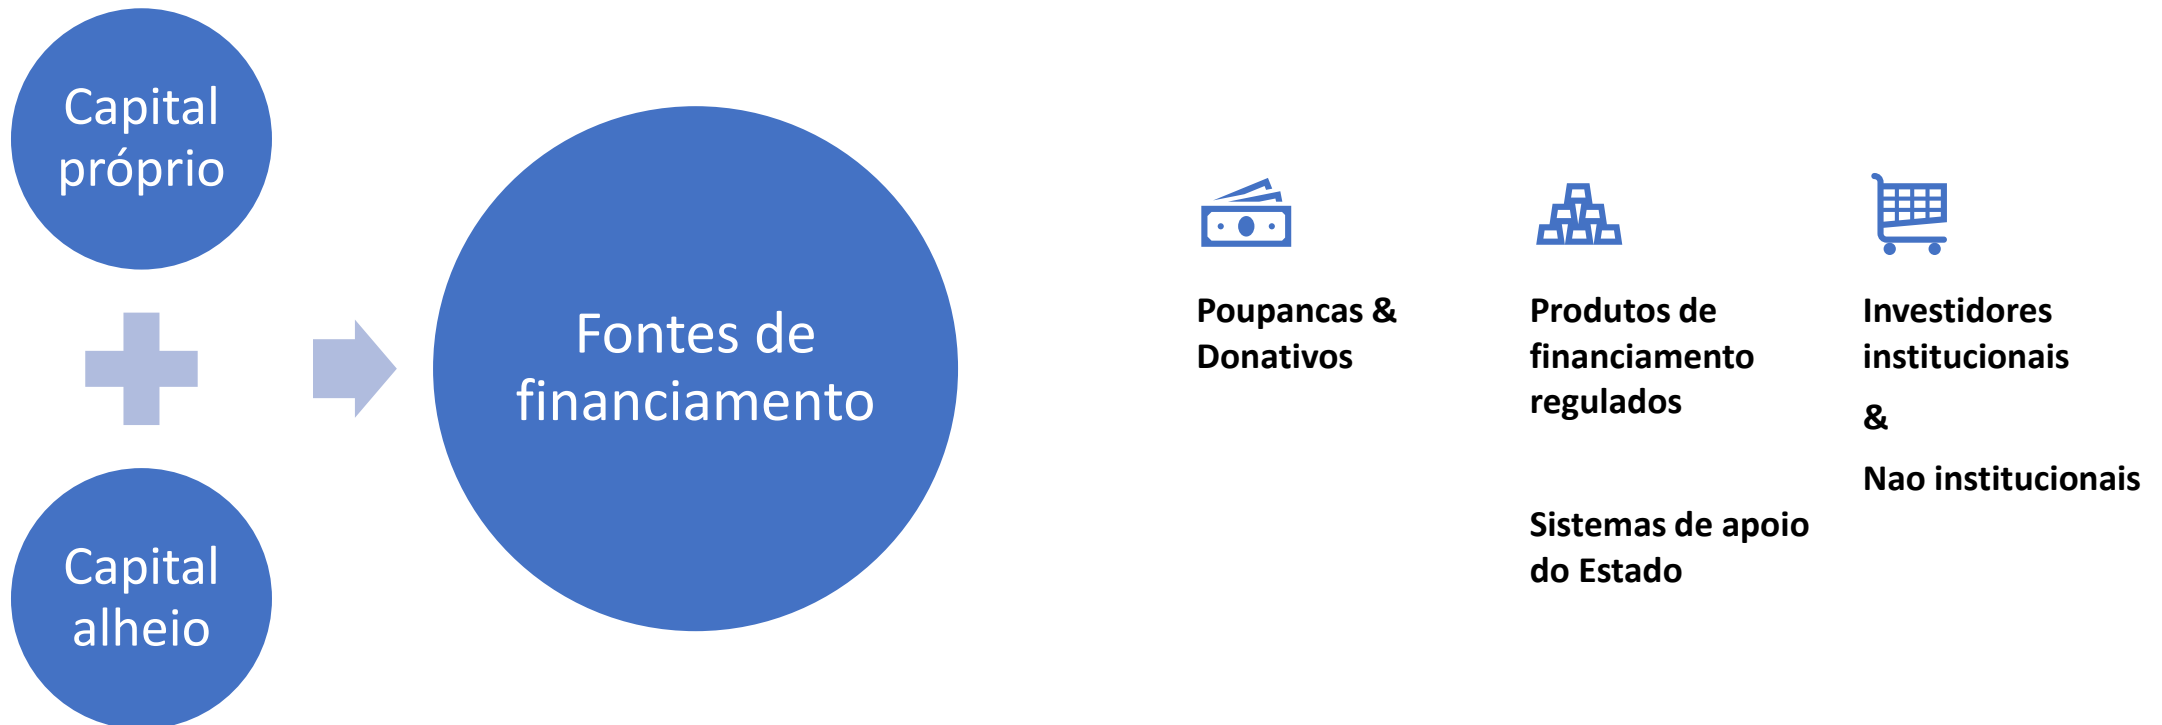 Capital
próprio
Capital
alheio
Fontes de
financiamento
Poupancas &
Donativos
Produtos de
financiamento
regulados
Sistemas de apoio
do Estado
Investidores
institucionais
&
Nao institucionais